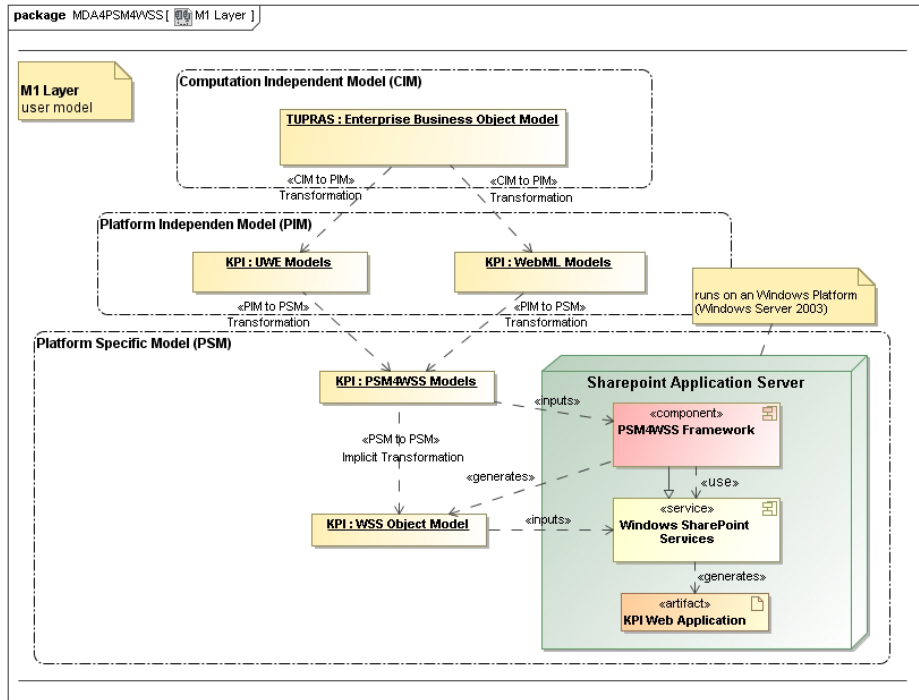 package MDA4PSM4WSS [ M1 Layer ]
M1 Layer
user model
Computation Independent Model (CIM)
TUPRAS : Enterprise Business Object Model
«CIM to PIM»
Transformation
«CIM to PIM»
Transformation
Platform Independen Model (PIM)
KPI : UWE Models
KPI : WebML Models
runs on an Windows Platform
(Windows Server 2003)
«PIM to PSM»
Transformation
«PIM to PSM»
Transformation
Platform Specific Model (PSM)
KPI : PSM4WSS Models
Sharepoint Application Server
«inputs»
«component»
PSM4WSS Framework
«PSM to PSM»
Implicit Transformation
«generates»
«use»
KPI : WSS Object Model
«inputs»
«service»
Windows SharePoint
Services
«generates»
«artifact»
KPI Web Application